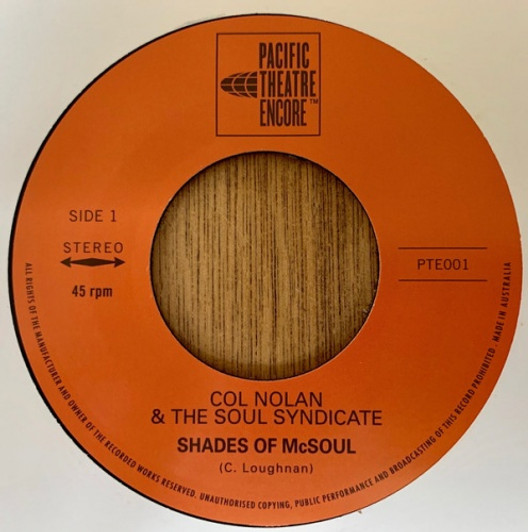 PACIFIC
THEATRE
ENCORE™
SIDE 1
STEREO
45 rpm
PTE001
COL NOLAN
& THE SOUL SYNDICATE
SHADES OF McSOUL
(C. Loughnan)
ALL RIGHTS OF THE MANUFACTURER AND OWNER OF THE RECORDED WORKS RESERVED. UNAUTHORISED COPYING, PUBLIC PERFORMANCE AND BROADCASTING OF THIS RECORD PROHIBITED. MADE IN AUSTRALIA